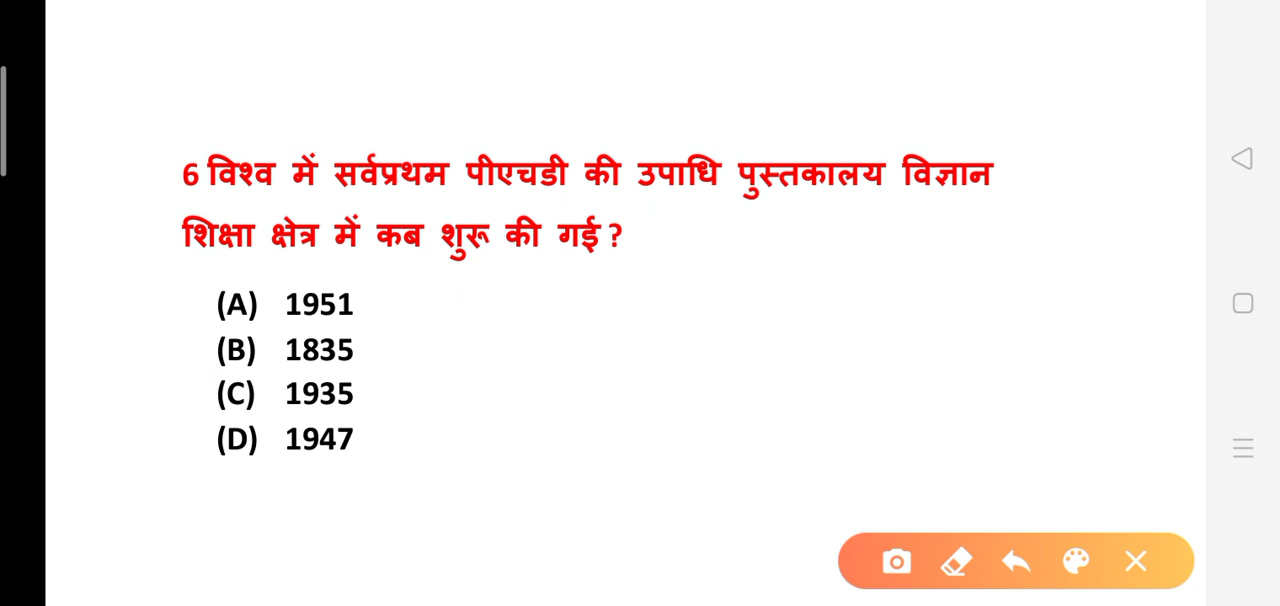 6 विश्व में सर्वप्रथम पीएचडी की उपाधि पुस्तकालय विज्ञान
शिक्षा क्षेत्र में कब शुरू की गई ?
(A) 1951
(B) 1835
(C) 1935
(D) 1947